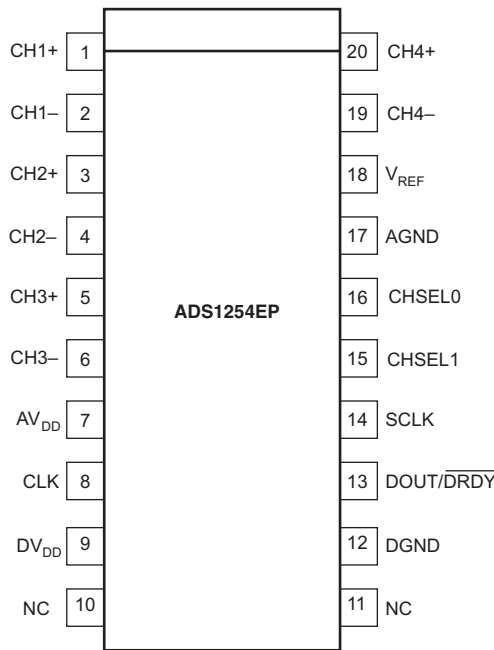 CH1+ 1 20 CH4+
CH1– 2 19 CH4–
CH2+ 3 18 VREF
CH2– 4 17 AGND
CH3+ 5 ADS1254EP 16 CHSEL0
CH3– 6 15 CHSEL1
AVDD 7 14 SCLK
CLK 8 13 DOUT/DRDY
DVDD 9 12 DGND
NC 10 11 NC